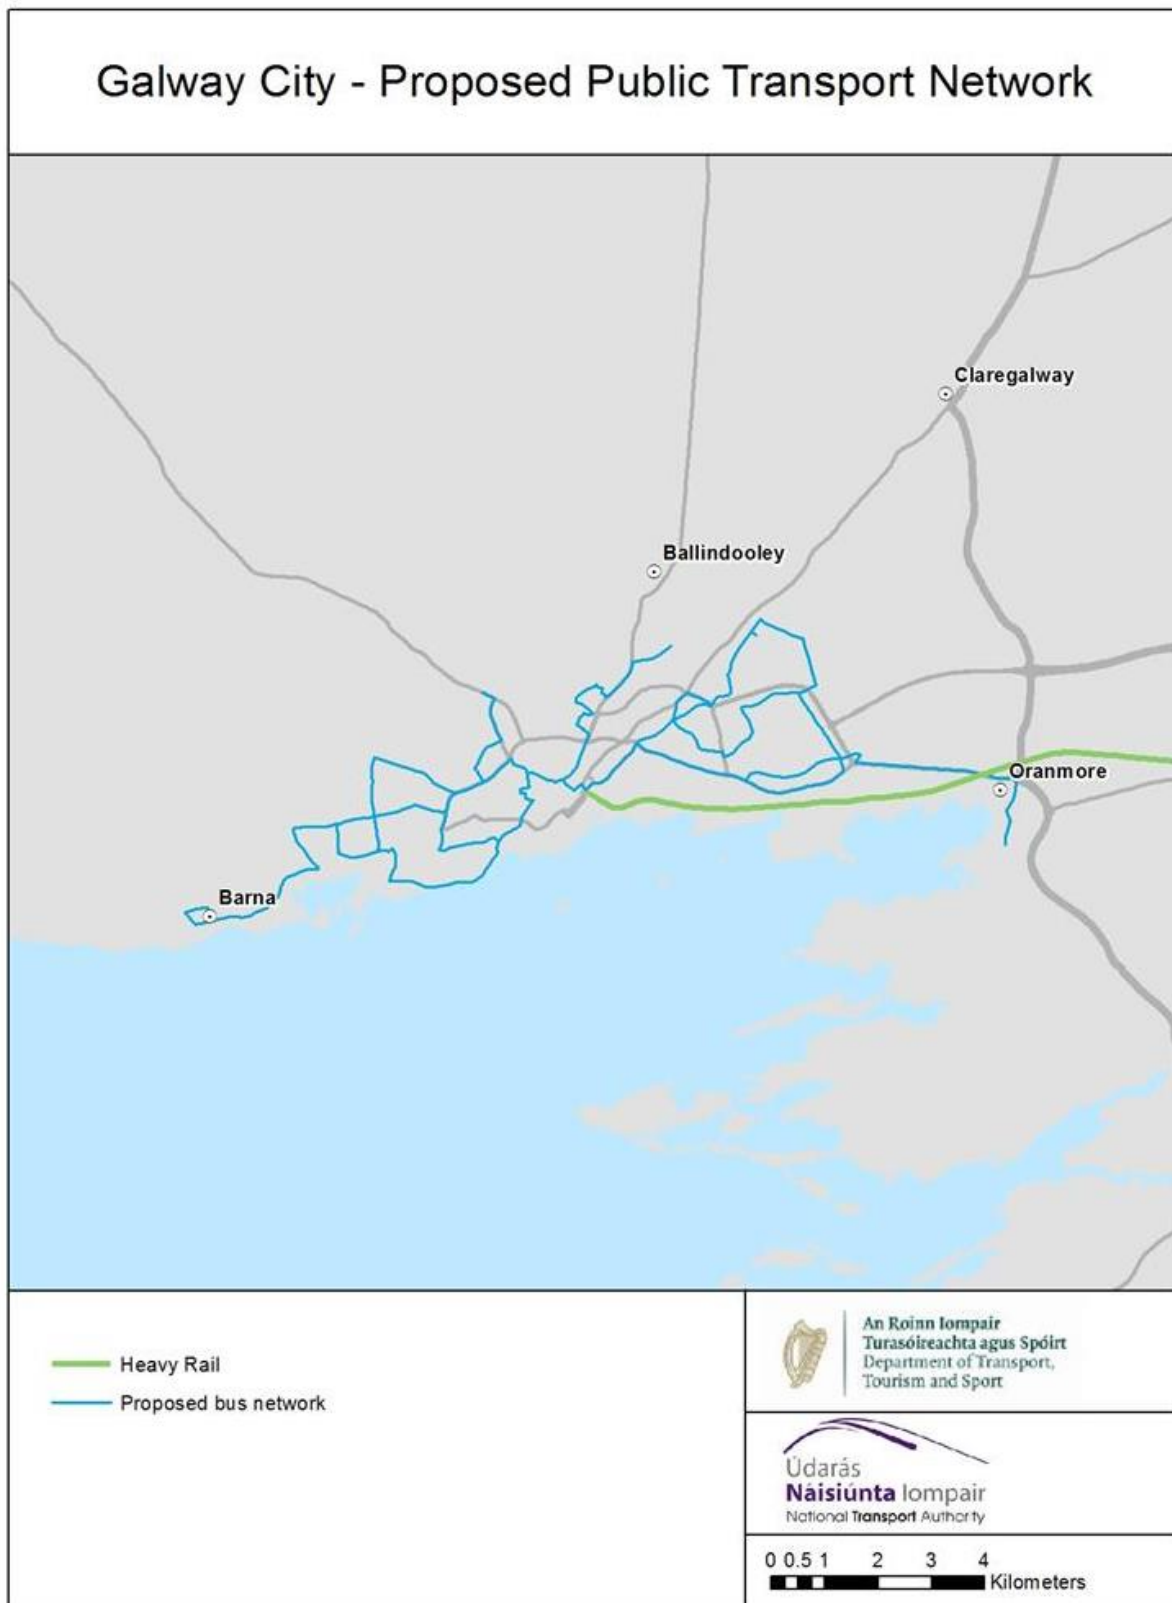 Galway City - Proposed Public Transport Network
Claregalway
Ballindooley
Oranmore
Barna
Heavy Rail
Proposed bus network
An Roinn Iompair
Turasóireachta agus Spóirt
Department of Transport,
Tourism and Sport
Údarás
Náisiúnta Iompair
National Transport Authority
0 0.5 1 2 3 4
Kilometers